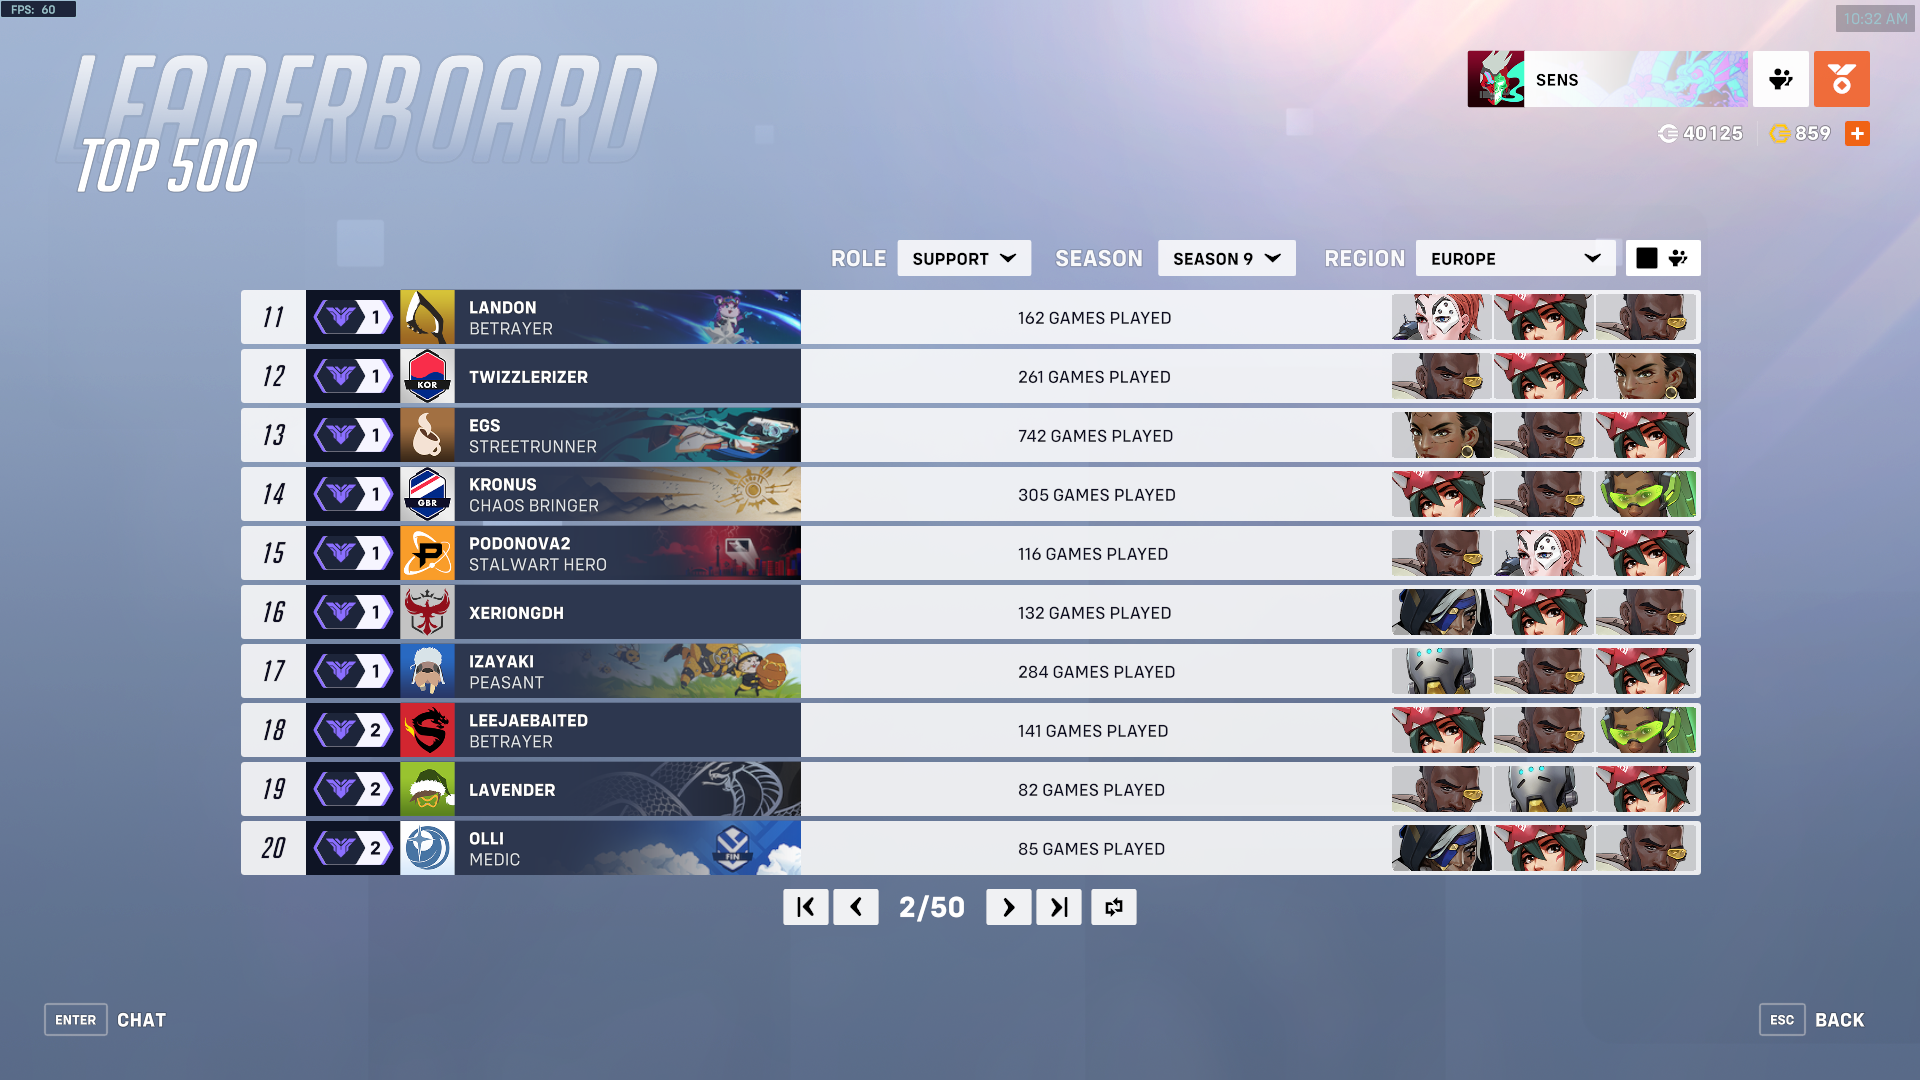 FPS: 60
10:32 AM
LEADERBOARD
TOP 500
SENS
40125
859
ROLE SUPPORT SEASON SEASON 9 REGION EUROPE
11 1 LANDON BETRAYER 162 GAMES PLAYED
12 1 KOR TWIZZLERIZER 261 GAMES PLAYED
13 1 EGS STREETRUNNER 742 GAMES PLAYED
14 1 GBR KRONUS CHAOS BRINGER 305 GAMES PLAYED
15 1 P PODONOVA2 STALWART HERO 116 GAMES PLAYED
16 1 XERIONGDH 132 GAMES PLAYED
17 1 IZAYAKI PEASANT 284 GAMES PLAYED
18 2 LEEJAEBAITED BETRAYER 141 GAMES PLAYED
19 2 LAVENDER 82 GAMES PLAYED
20 2 OLLI MEDIC FIN 85 GAMES PLAYED
2/50
ENTER CHAT
ESC BACK